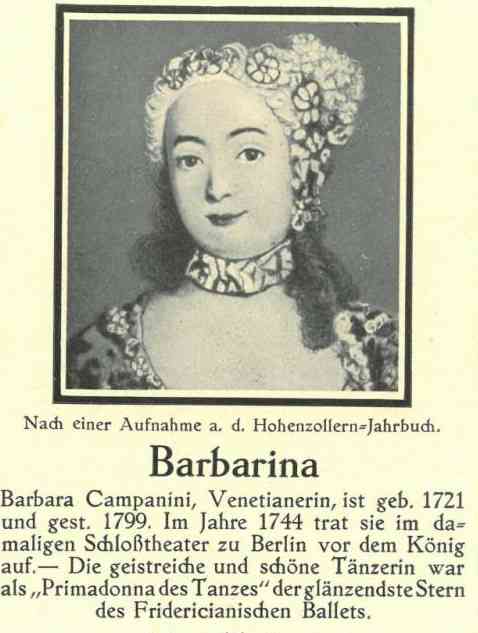 Nach einer Aufnahme a. d. Hohenzollern=Jahrbuch.
Barbarina
Barbara Campanini, Venetianerin, ist geb. 1721
und gest. 1799. Im Jahre 1744 trat sie im da=
maligen Schloßtheater zu Berlin vor dem König
auf.— Die geistreiche und schöne Tänzerin war
als „Primadonna des Tanzes“ der glänzendste Stern
des Fridericianischen Ballets.